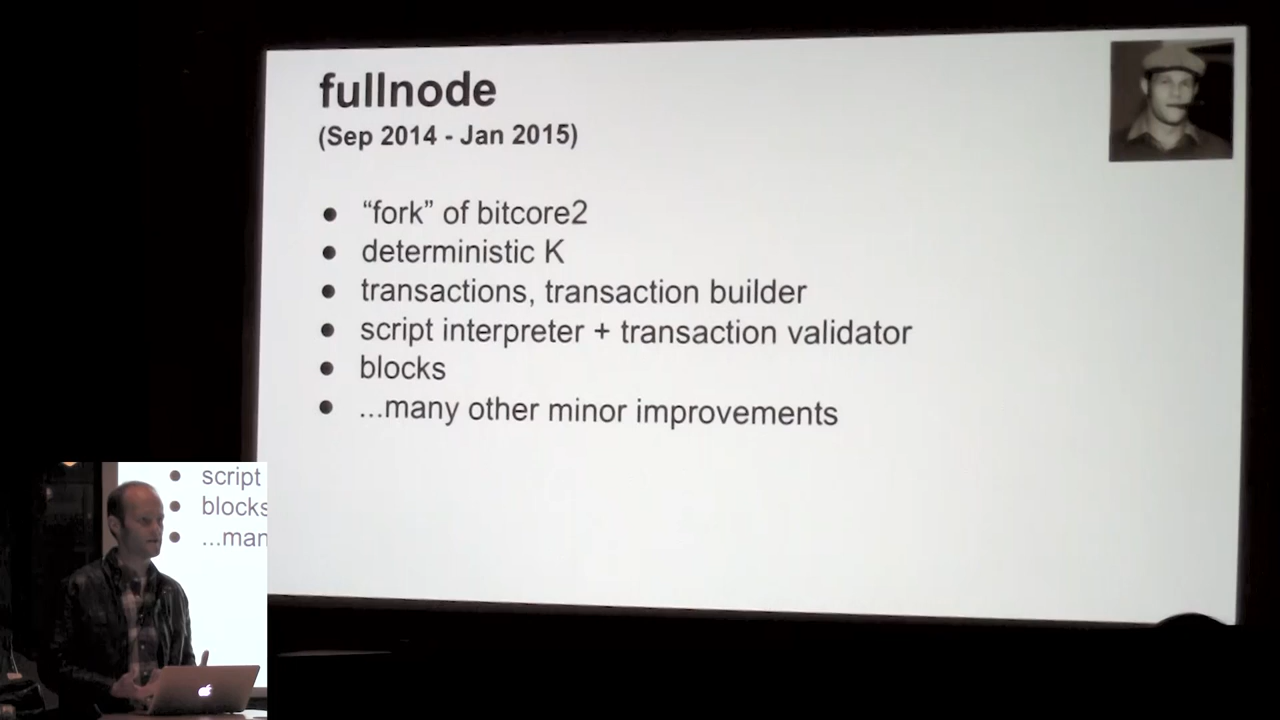 fullnode
(Sep 2014 - Jan 2015)
● “fork” of bitcore2
● deterministic K
● transactions, transaction builder
● script interpreter + transaction validator
● blocks
● ...many other minor improvements
● script
● blocks
● ...man